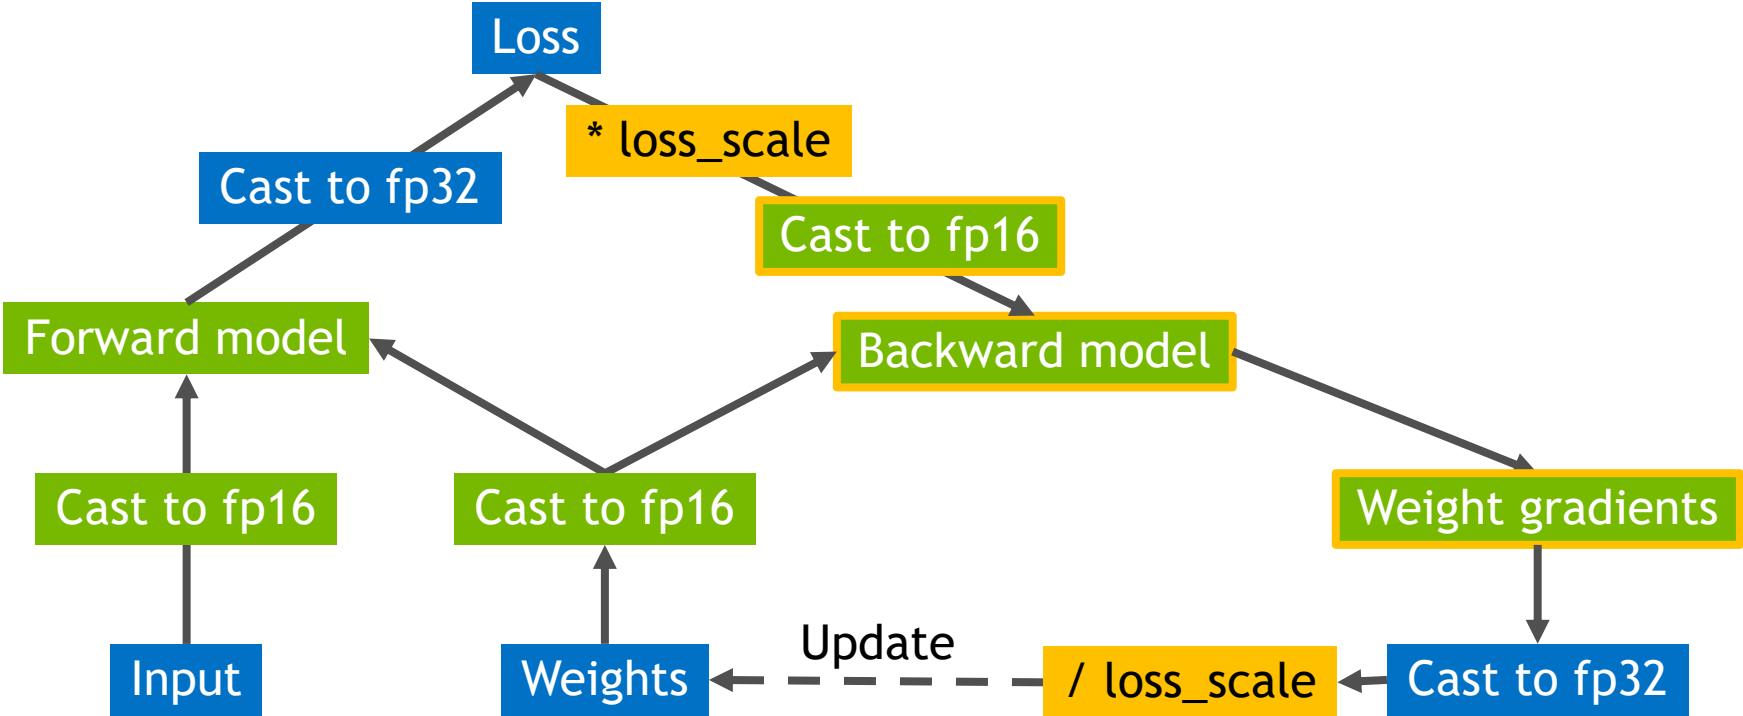 Loss
* loss_scale
Cast to fp32
Cast to fp16
Forward model
Backward model
Cast to fp16
Cast to fp16
Weight gradients
Update
Input
Weights
/ loss_scale
Cast to fp32